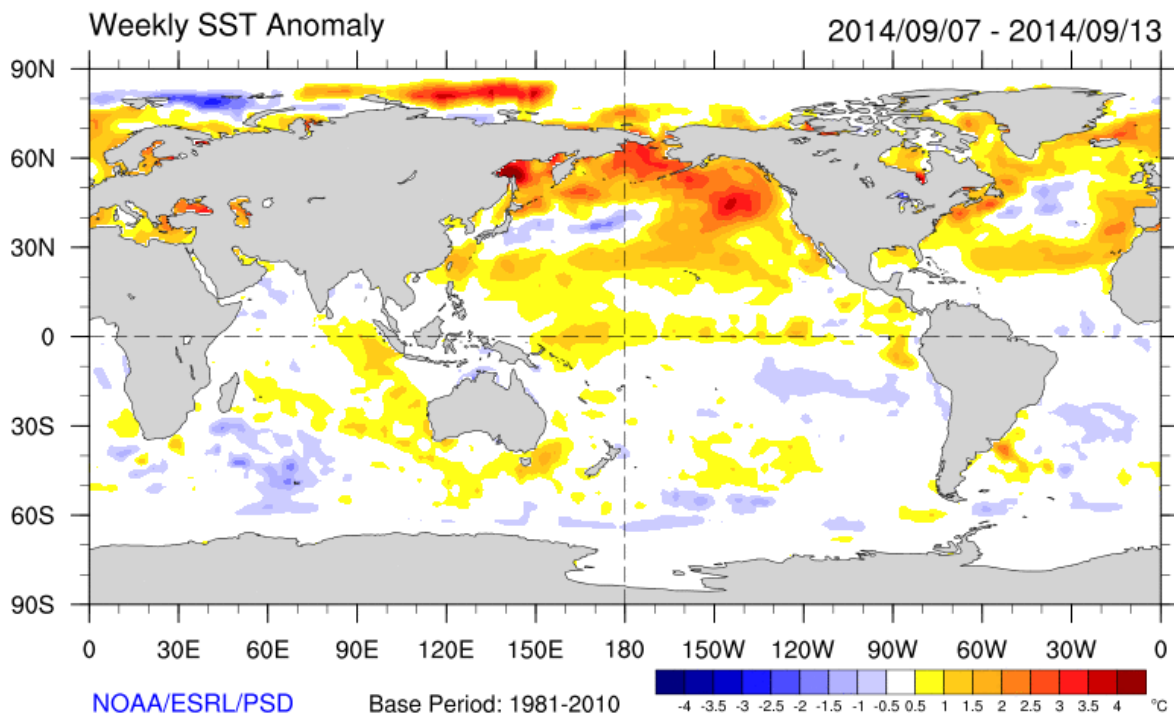 Weekly SST Anomaly 2014/09/07 - 2014/09/13
90N
60N
30N
0
30S
60S
90S
0 30E 60E 90E 120E 150E 180 150W 120W 90W 60W 30W 0
NOAA/ESRL/PSD Base Period: 1981-2010
-4 -3.5 -3 -2.5 -2 -1.5 -1 -0.5 0.5 1 1.5 2 2.5 3 3.5 4 °C